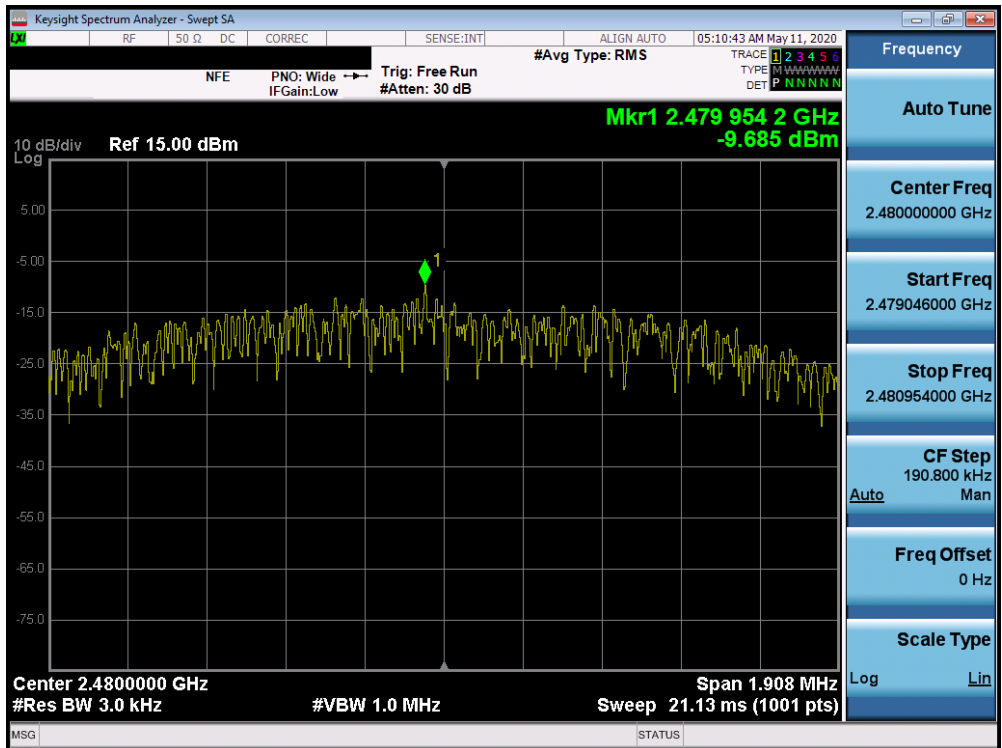 Keysight Spectrum Analyzer - Swept SA
LXI RF 50 Ω DC CORREC SENSE:INT ALIGN AUTO 05:10:43 AM May 11, 2020
NFE PNO: Wide Trig: Free Run #Avg Type: RMS TRACE 1 2 3 4 5 6
IFGain:Low #Atten: 30 dB TYPE M WWWWW
DET P N N N N N
Mkr1 2.479 954 2 GHz
-9.685 dBm
10 dB/div Ref 15.00 dBm
Log
5.00
-5.00
1
-15.0
-25.0
-35.0
-45.0
-55.0
-65.0
-75.0
Center 2.4800000 GHz Span 1.908 MHz
#Res BW 3.0 kHz #VBW 1.0 MHz Sweep 21.13 ms (1001 pts)
MSG STATUS
Frequency
Auto Tune
Center Freq
2.480000000 GHz
Start Freq
2.479046000 GHz
Stop Freq
2.480954000 GHz
CF Step
190.800 kHz
Auto Man
Freq Offset
0 Hz
Scale Type
Log Lin